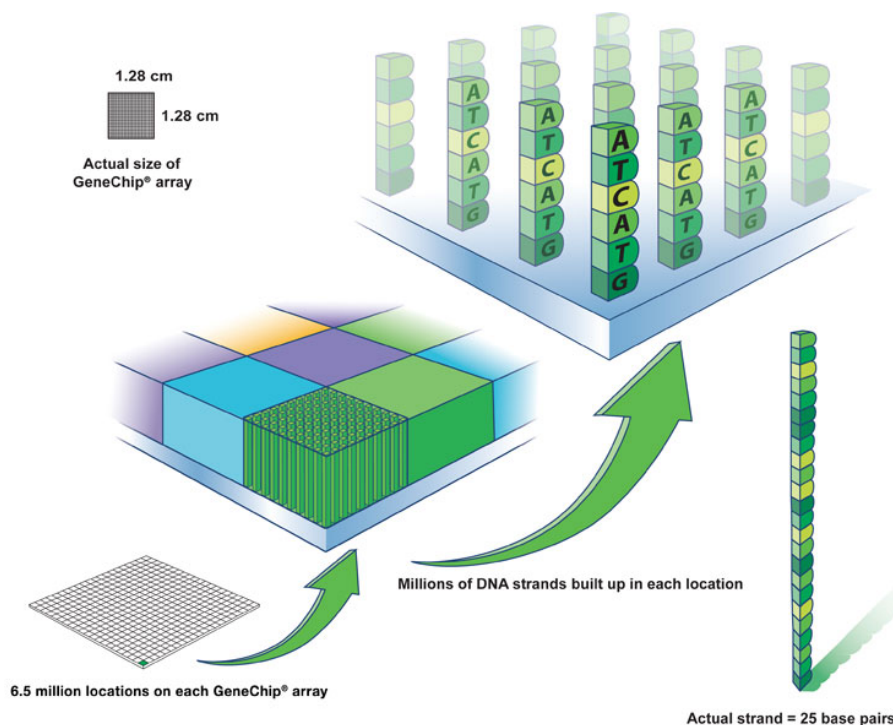 1.28 cm
1.28 cm
Actual size of
GeneChip® array
A
T
C
A
T
G
A
T
C
A
T
G
A
T
C
A
T
G
A
T
C
A
T
G
A
T
C
A
T
G
Millions of DNA strands built up in each location
6.5 million locations on each GeneChip® array
Actual strand = 25 base pairs